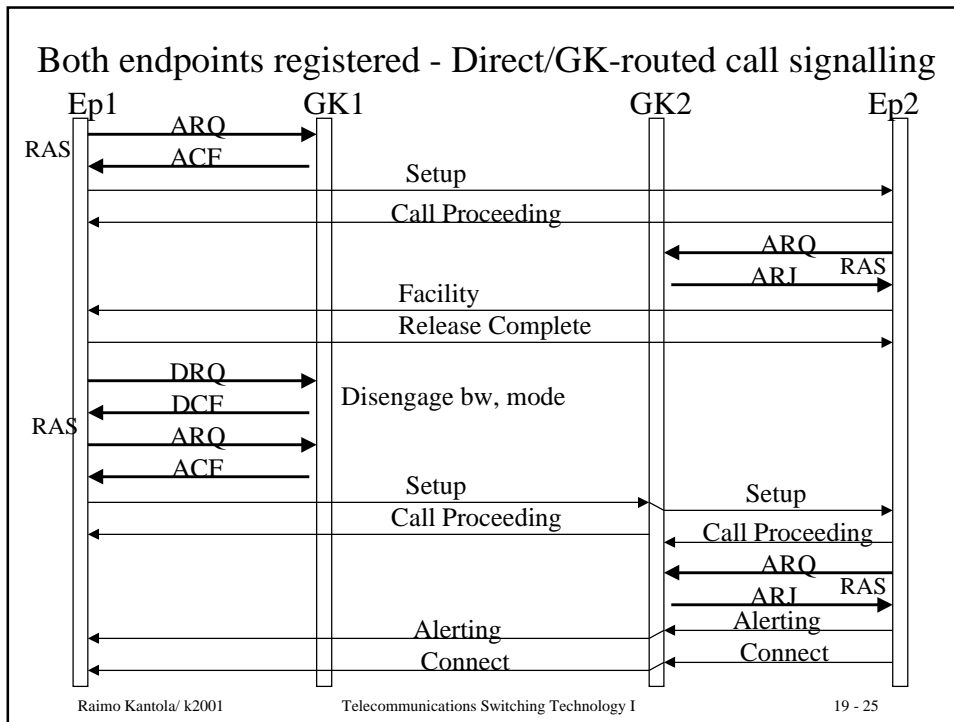 Both endpoints registered - Direct/GK-routed call signalling
Ep1 GK1 GK2 Ep2
ARQ
RAS
ACF
Setup
Call Proceeding
ARQ
RAS
ARJ
Facility
Release Complete
DRQ
Disengage bw, mode
DCF
RAS
ARQ
ACF
Setup
Setup
Call Proceeding
Call Proceeding
ARQ
RAS
ARJ
Alerting
Alerting
Connect
Connect
Raimo Kantola/ k2001 Telecommunications Switching Technology I 19 - 25